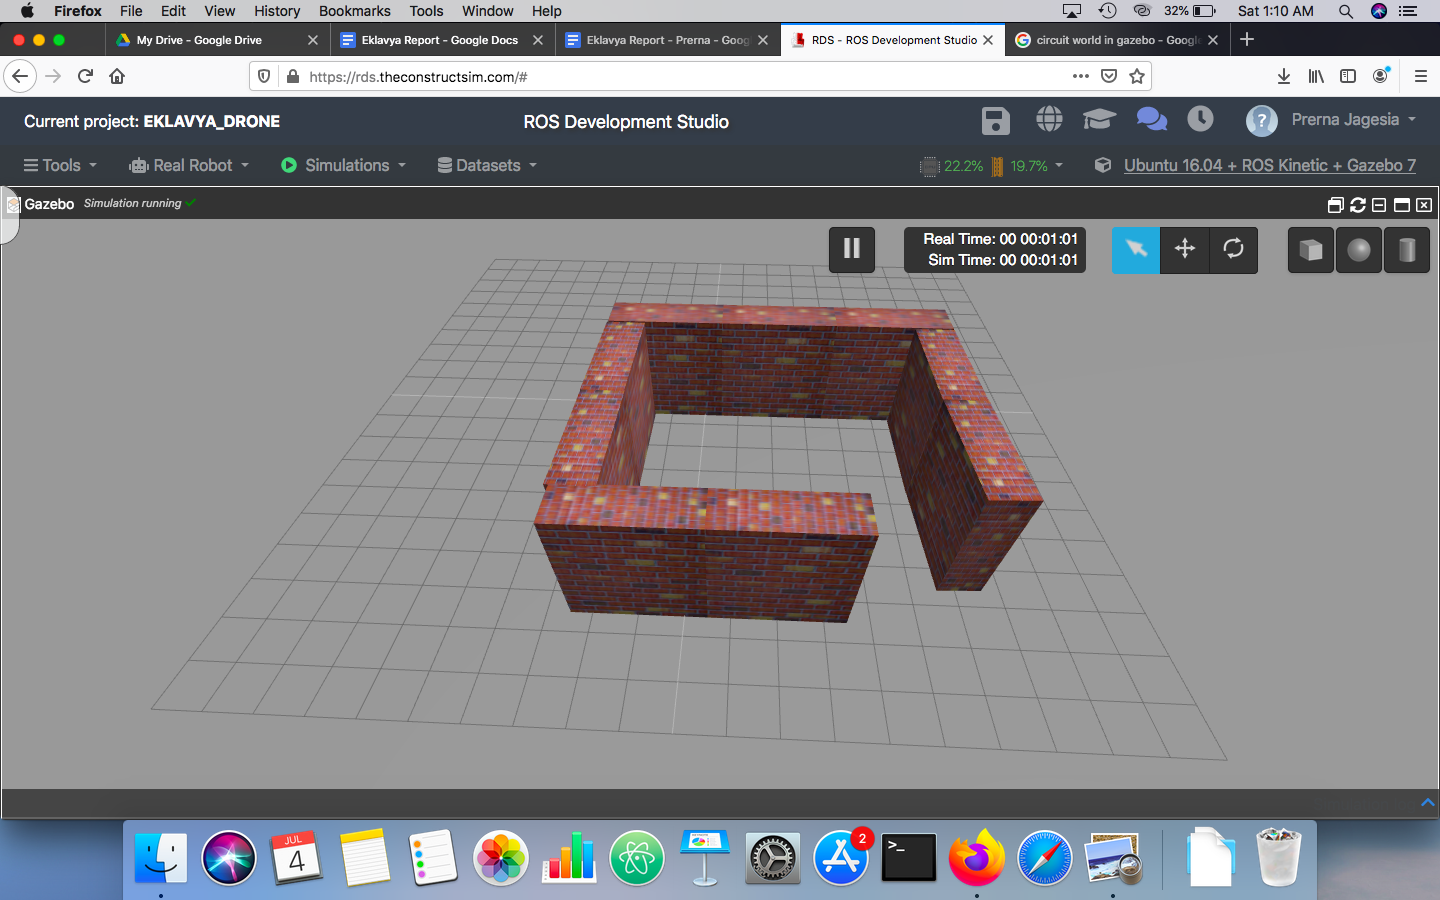 Firefox File Edit View History Bookmarks Tools Window Help 32% Sat 1:10 AM
My Drive - Google Drive Eklavya Report - Google Docs Eklavya Report - Prerna - Goog RDS - ROS Development Studio circuit world in gazebo - Google
https://rds.theconstructsim.com/#
Current project: EKLAVYA_DRONE ROS Development Studio ? Prerna Jagesia
Tools Real Robot Simulations Datasets 22.2% 19.7% Ubuntu 16.04 + ROS Kinetic + Gazebo 7
Gazebo Simulation running
Real Time: 00 00:01:01
Sim Time: 00 00:01:01
JUL
4
2
>_